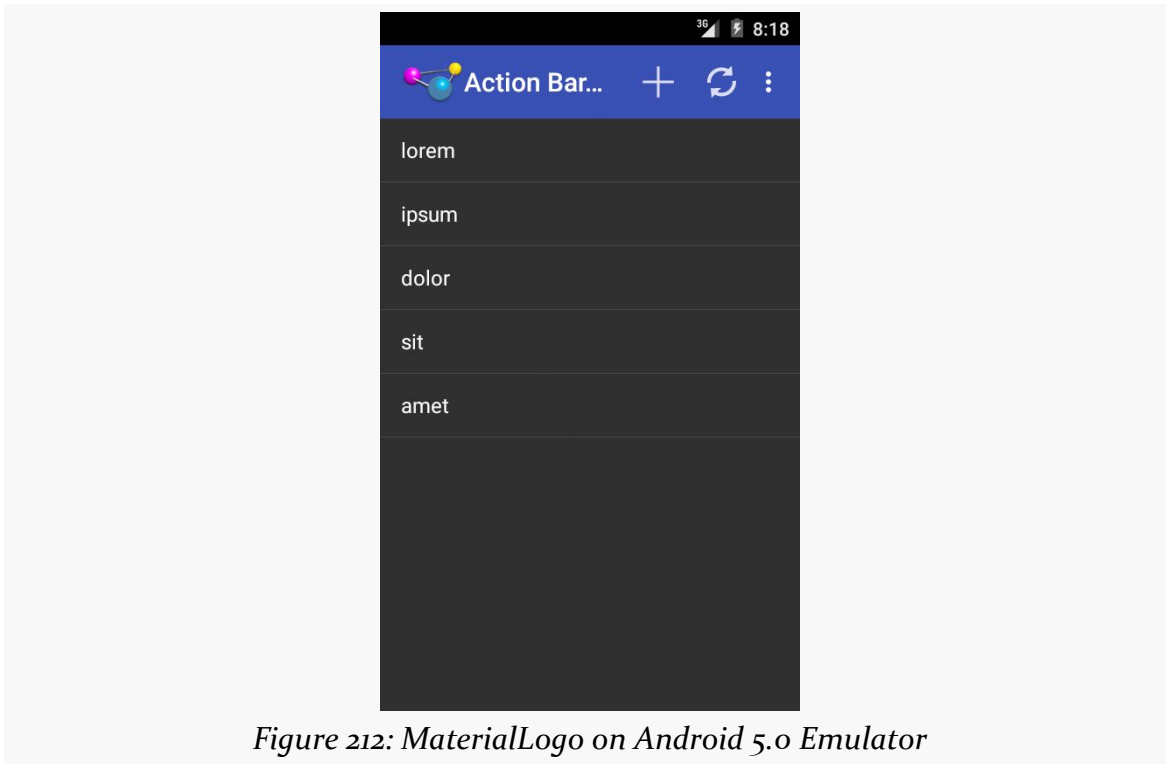 3G 8:18
Action Bar...
lorem
ipsum
dolor
sit
amet
Figure 212: MaterialLogo on Android 5.0 Emulator